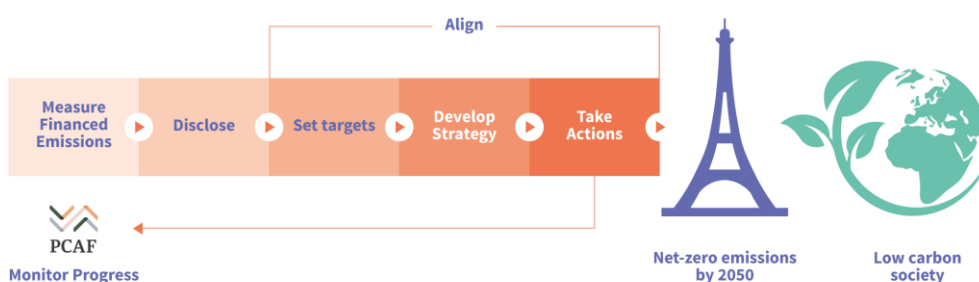 Align
Measure
Financed
Emissions
Disclose
Set targets
Develop
Strategy
Take
Actions
PCAF
Monitor Progress
Net-zero emissions
by 2050
Low carbon
society